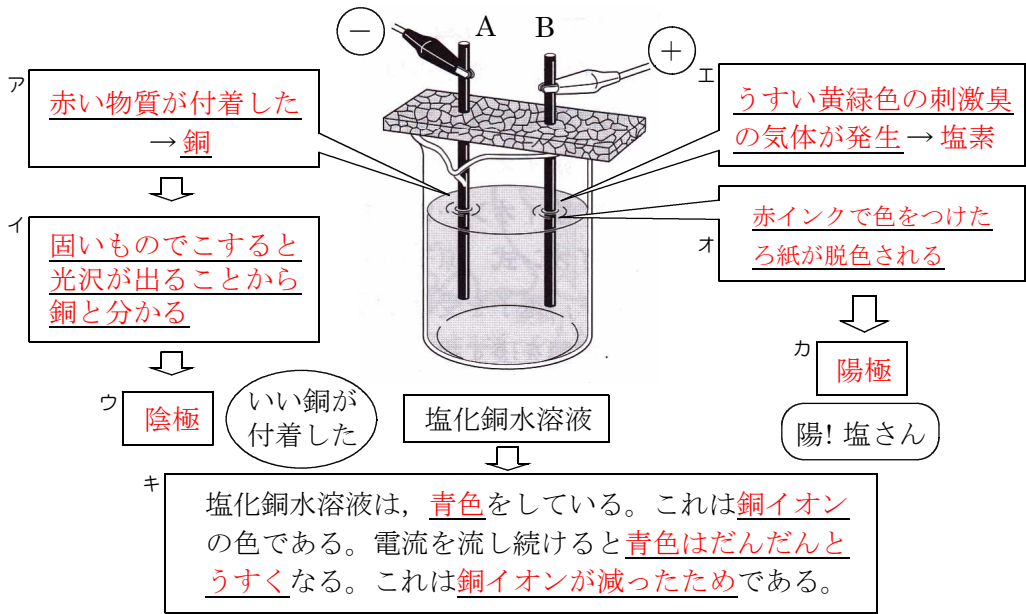 －
A
B
＋
ア
赤い物質が付着した
→銅
イ
固いものでこすると
光沢が出ることから
銅と分かる
ウ
陰極
いい銅が
付着した
エ
うすい黄緑色の刺激臭
の気体が発生→塩素
オ
赤インクで色をつけた
ろ紙が脱色される
カ
陽極
陽! 塩さん
塩化銅水溶液
キ
塩化銅水溶液は，青色をしている。これは銅イオン
の色である。電流を流し続けると青色はだんだんと
うすくなる。これは銅イオンが減ったためである。